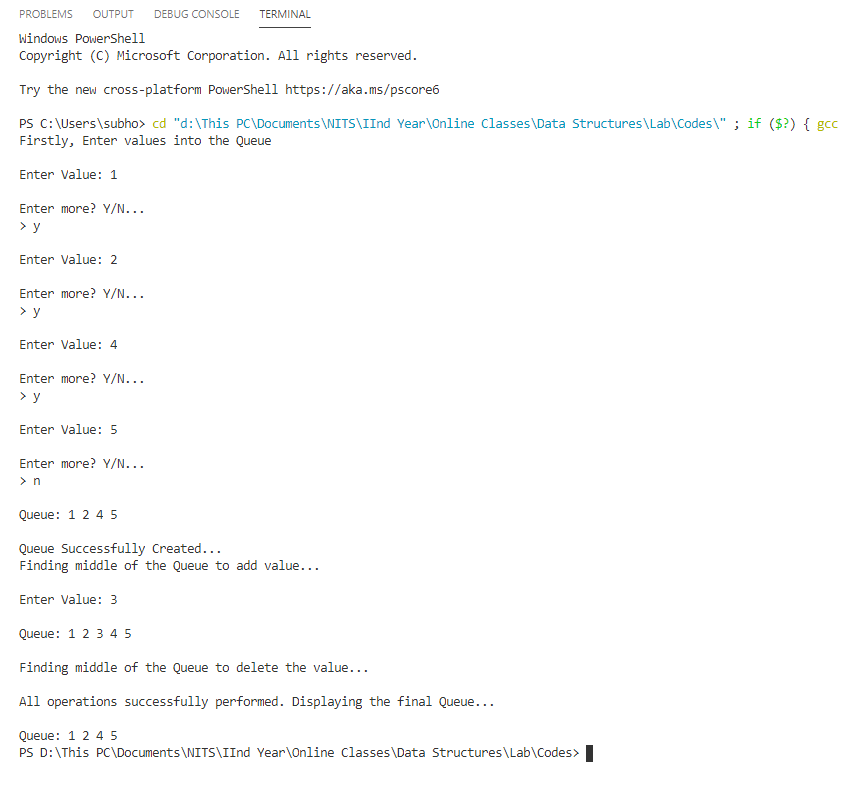 PROBLEMS OUTPUT DEBUG CONSOLE TERMINAL
Windows PowerShell
Copyright (C) Microsoft Corporation. All rights reserved.
Try the new cross-platform PowerShell https://aka.ms/pscore6
PS C:\Users\subho> cd "d:\This PC\Documents\NITS\IInd Year\Online Classes\Data Structures\Lab\Codes\" ; if ($?) { gcc
Firstly, Enter values into the Queue
Enter Value: 1
Enter more? Y/N...
> y
Enter Value: 2
Enter more? Y/N...
> y
Enter Value: 4
Enter more? Y/N...
> y
Enter Value: 5
Enter more? Y/N...
> n
Queue: 1 2 4 5
Queue Successfully Created...
Finding middle of the Queue to add value...
Enter Value: 3
Queue: 1 2 3 4 5
Finding middle of the Queue to delete the value...
All operations successfully performed. Displaying the final Queue...
Queue: 1 2 4 5
PS D:\This PC\Documents\NITS\IInd Year\Online Classes\Data Structures\Lab\Codes>